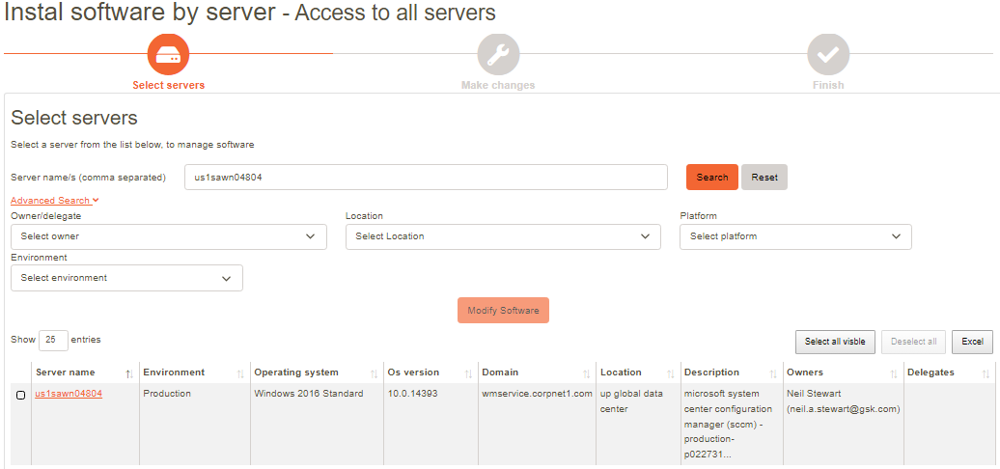 Instal software by server - Access to all servers
Select servers
Make changes
Finish
Select servers
Select a server from the list below, to manage software
Server name/s (comma separated)
us1sawn04804
Search
Reset
Advanced Search
Owner/delegate
Location
Platform
Select owner
Select Location
Select platform
Environment
Select environment
Modify Software
Show 25 entries
Select all visble
Deselect all
Excel
Server name
Environment
Operating system
Os version
Domain
Location
Description
Owners
Delegates
us1sawn04804
Production
Windows 2016 Standard
10.0.14393
wmservice.corpnet1.com
up global data
center
microsoft system
center configuration
manager (sccm) -
production-
p022731...
Neil Stewart
(neil.a.stewart@gsk.com)